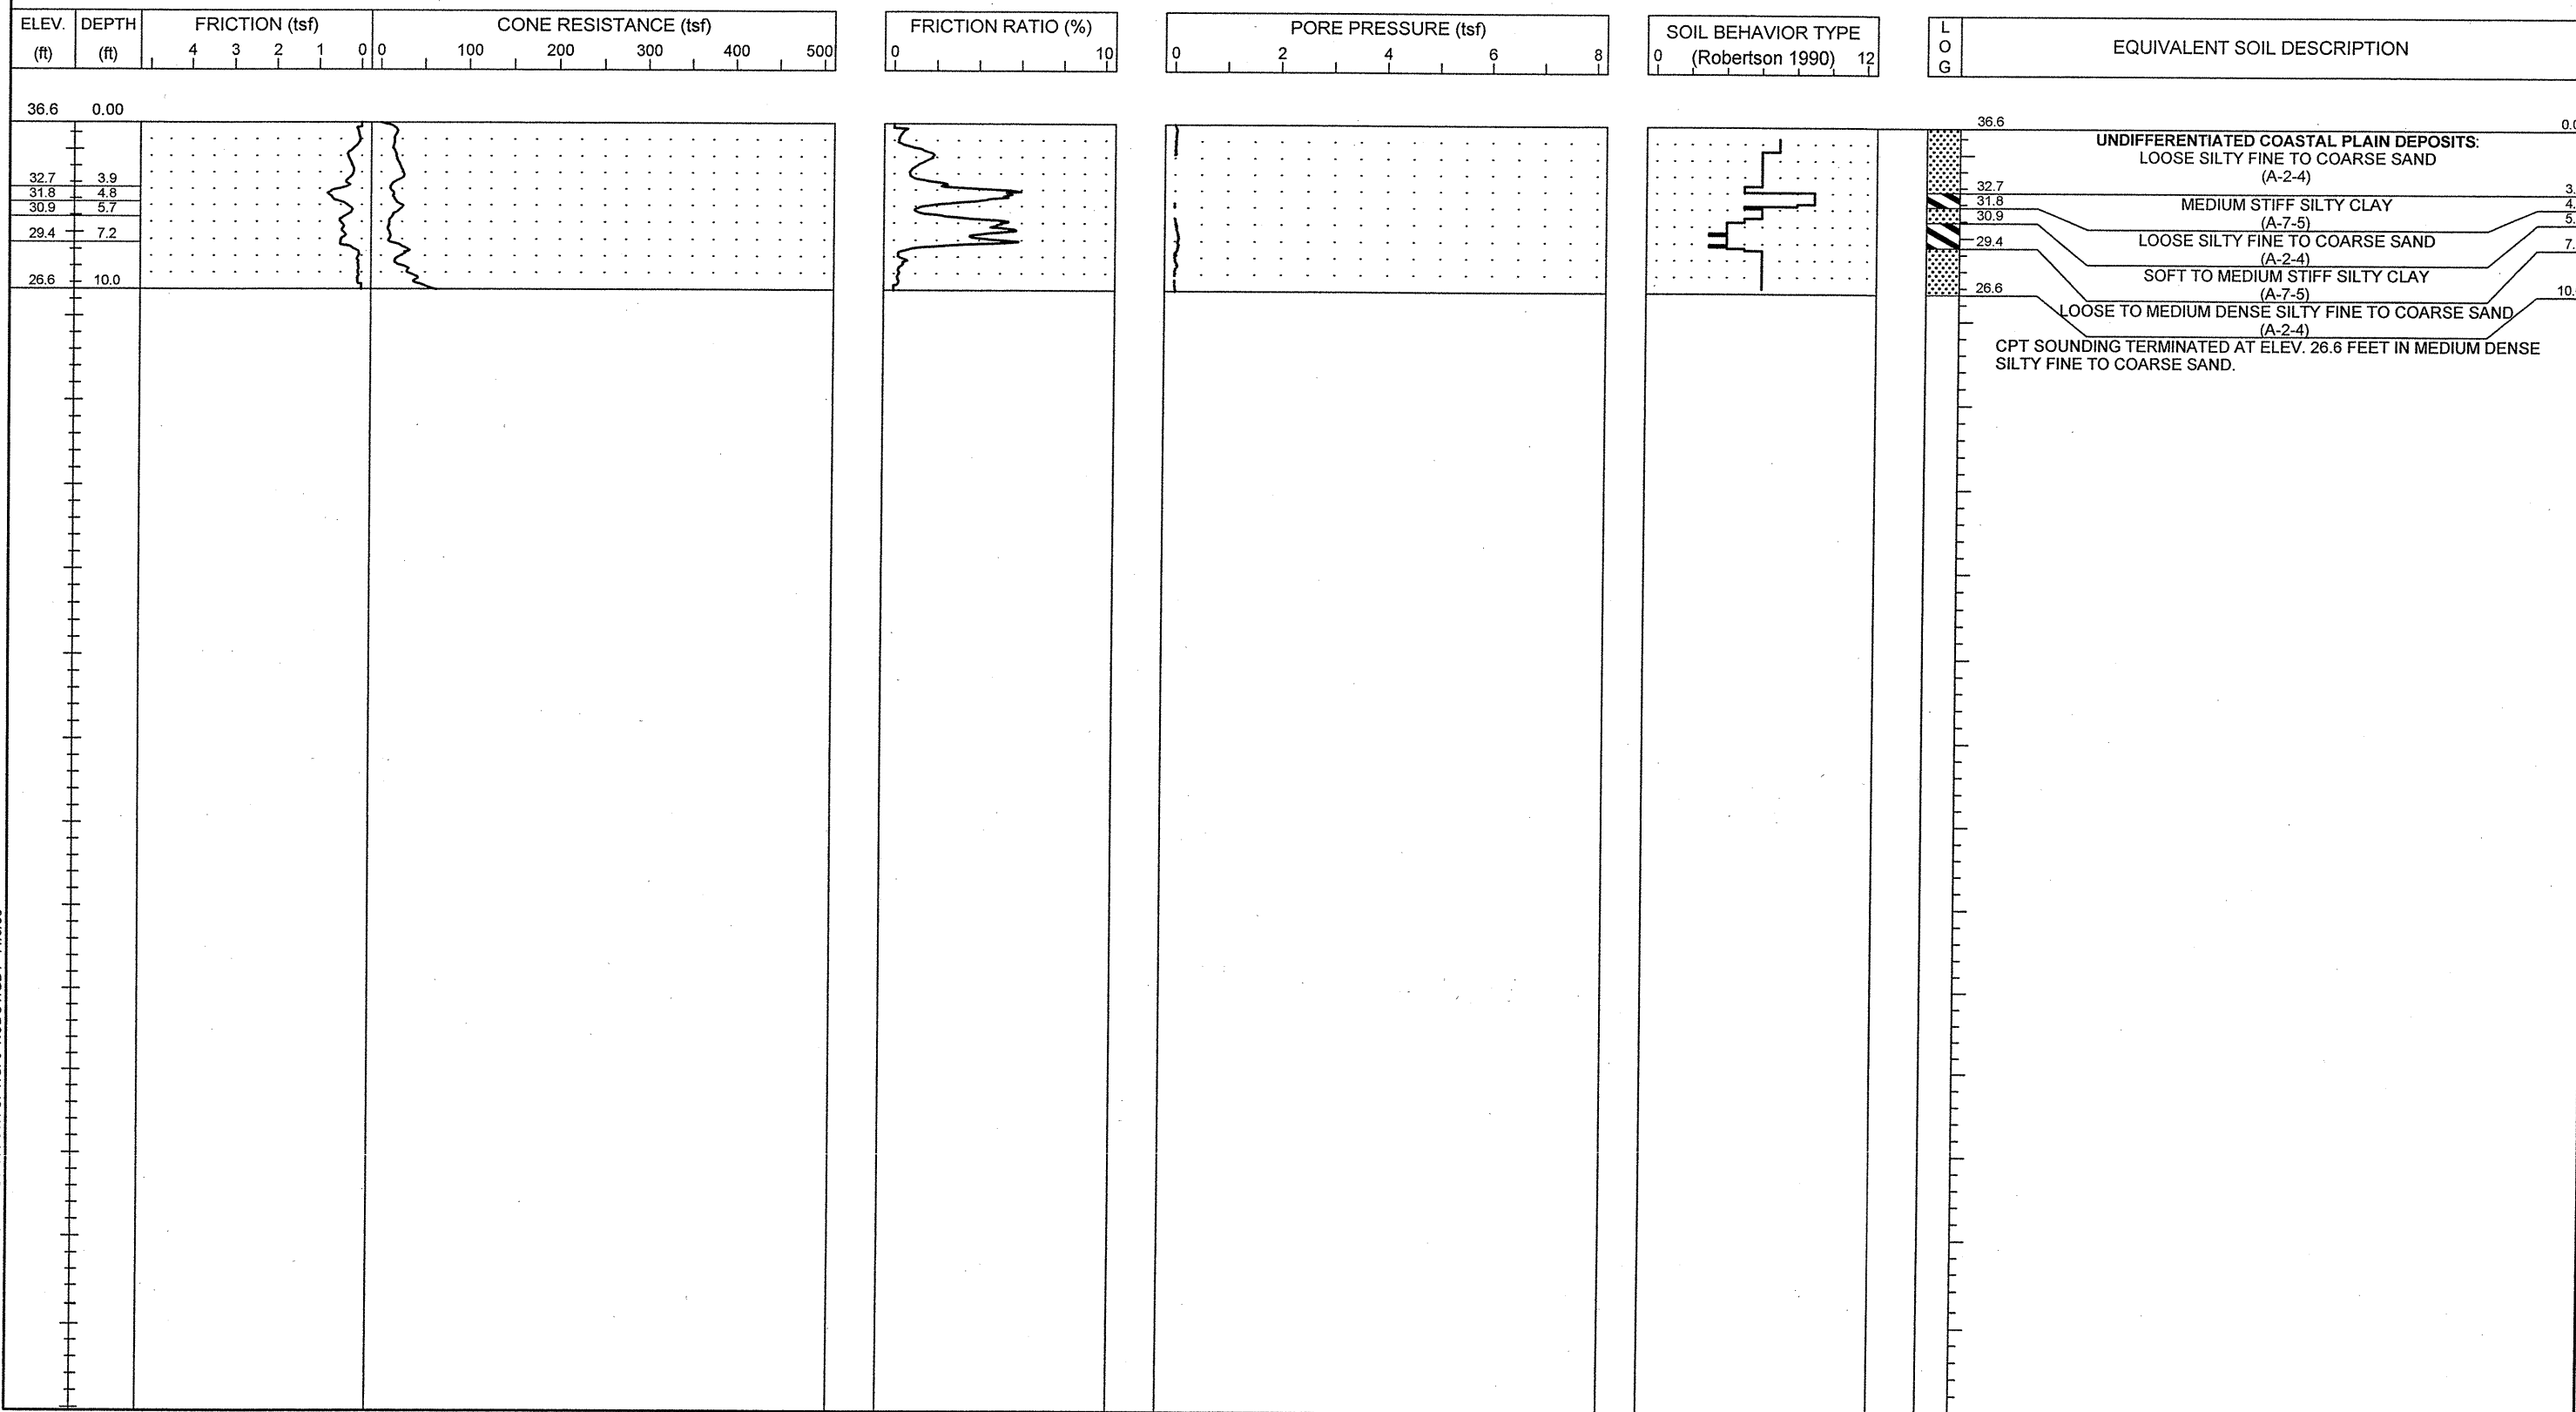 ELEV. DEPTH FRICTION (tsf) CONE RESISTANCE (tsf) FRICTION RATIO (%) PORE PRESSURE (tsf) SOIL BEHAVIOR TYPE L
(ft) (ft) 4 3 2 1 0 0 100 200 300 400 500 0 10 0 2 4 6 8 (Robertson 1990) O EQUIVALENT SOIL DESCRIPTION
0 12 G
36.6 0.00
32.7 3.9
31.8 4.8
30.9 5.7
29.4 7.2
26.6 10.0
36.6 0.0
UNDIFFERENTIATED COASTAL PLAIN DEPOSITS:
LOOSE SILTY FINE TO COARSE SAND
(A-2-4)
32.7 3.
31.8 MEDIUM STIFF SILTY CLAY 4.
30.9 (A-7-5) 5.
29.4 LOOSE SILTY FINE TO COARSE SAND 7.
(A-2-4)
SOFT TO MEDIUM STIFF SILTY CLAY
26.6 (A-7-5) 10.
LOOSE TO MEDIUM DENSE SILTY FINE TO COARSE SAND
(A-2-4)
CPT SOUNDING TERMINATED AT ELEV. 26.6 FEET IN MEDIUM DENSE
SILTY FINE TO COARSE SAND.